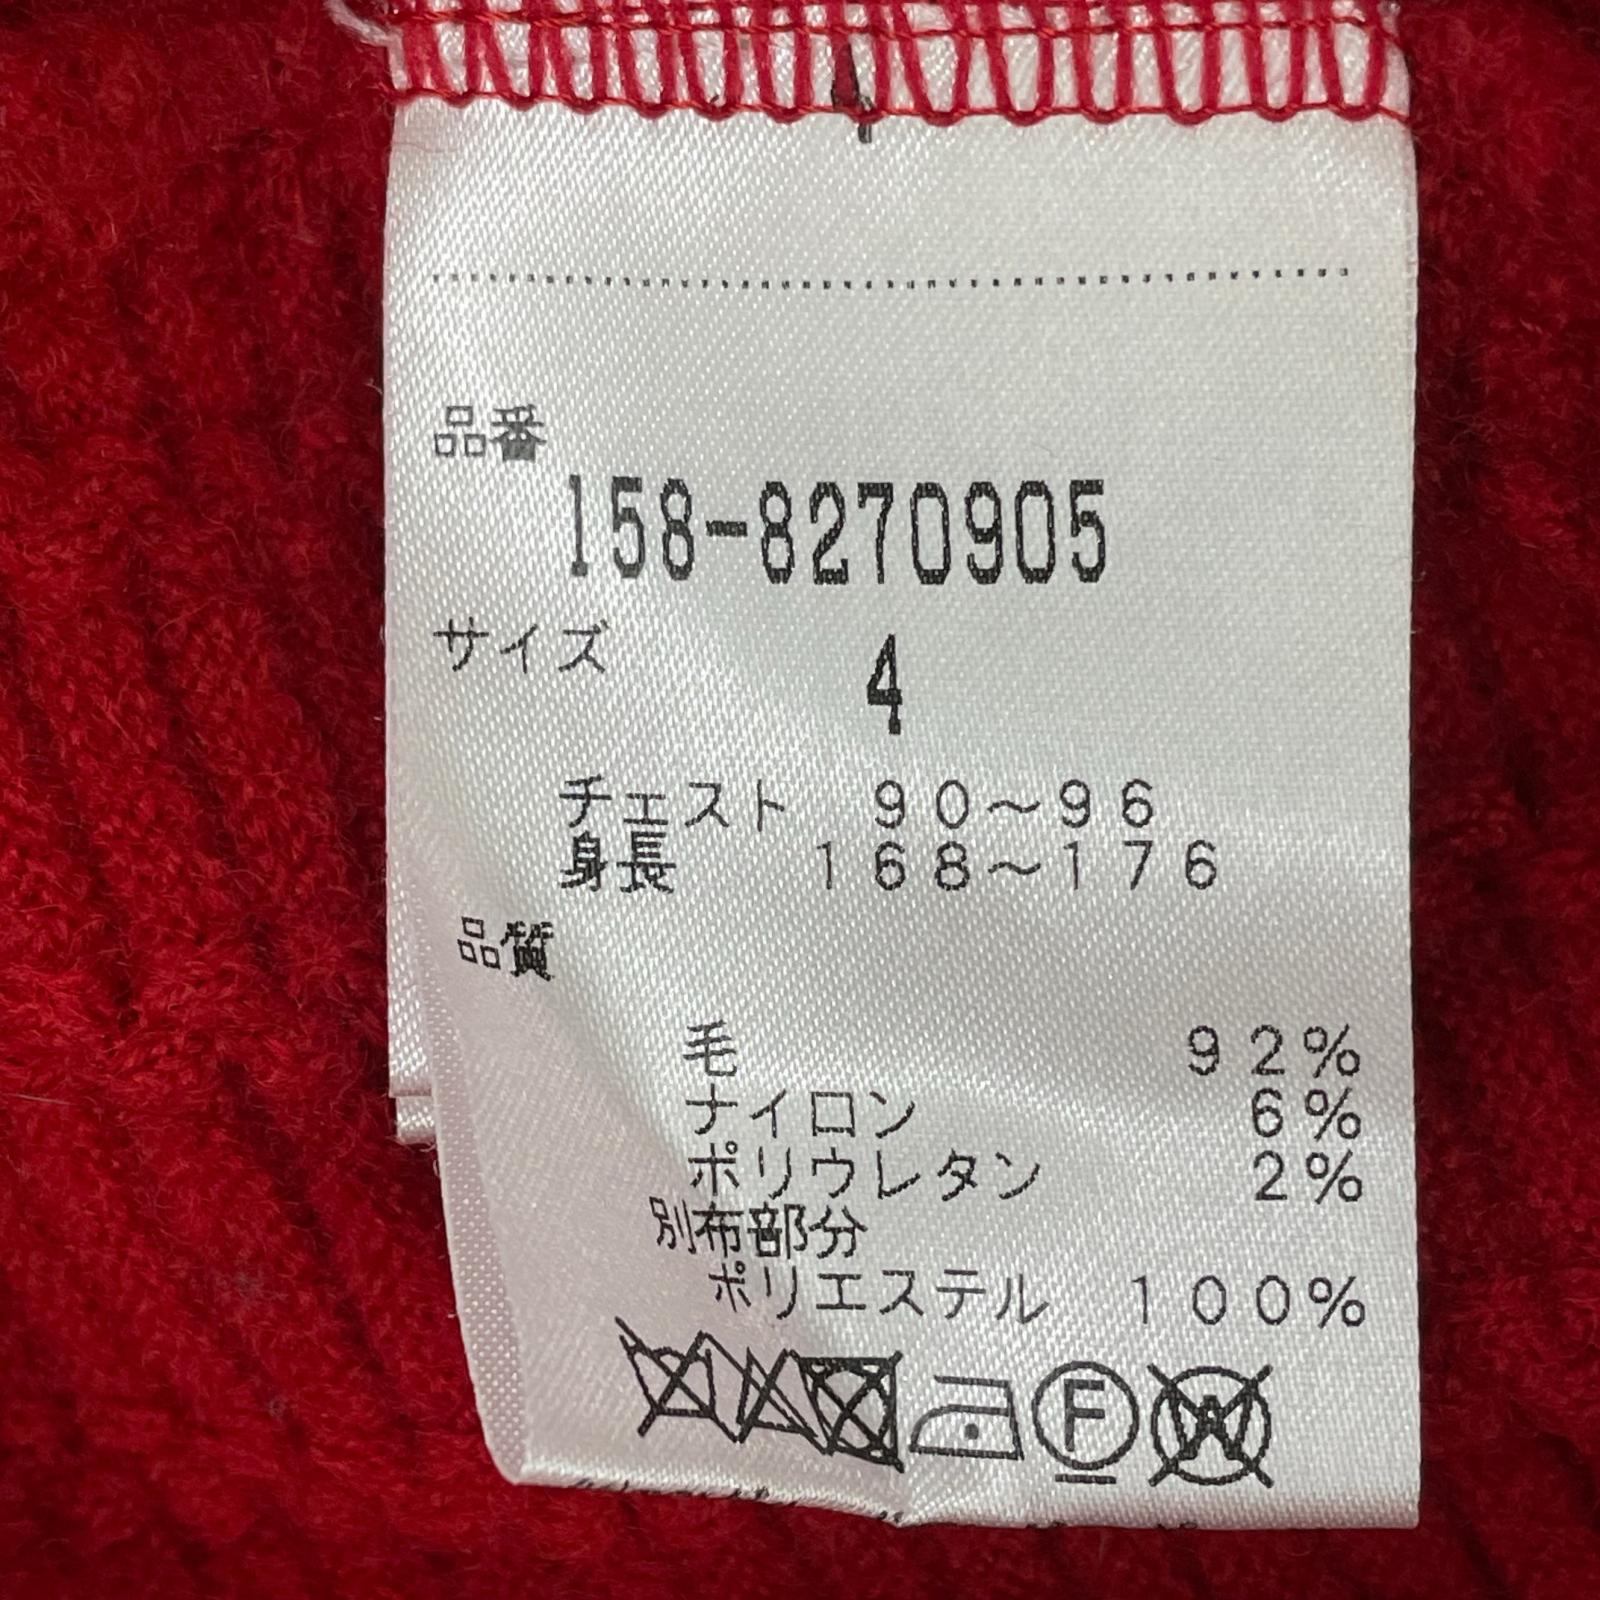 品番
158-8270905
サイズ
4
チェスト 90～96
身長 168～176
品質
毛 92%
ナイロン 6%
ポリウレタン 2%
別布部分
ポリエステル 100%
F
W